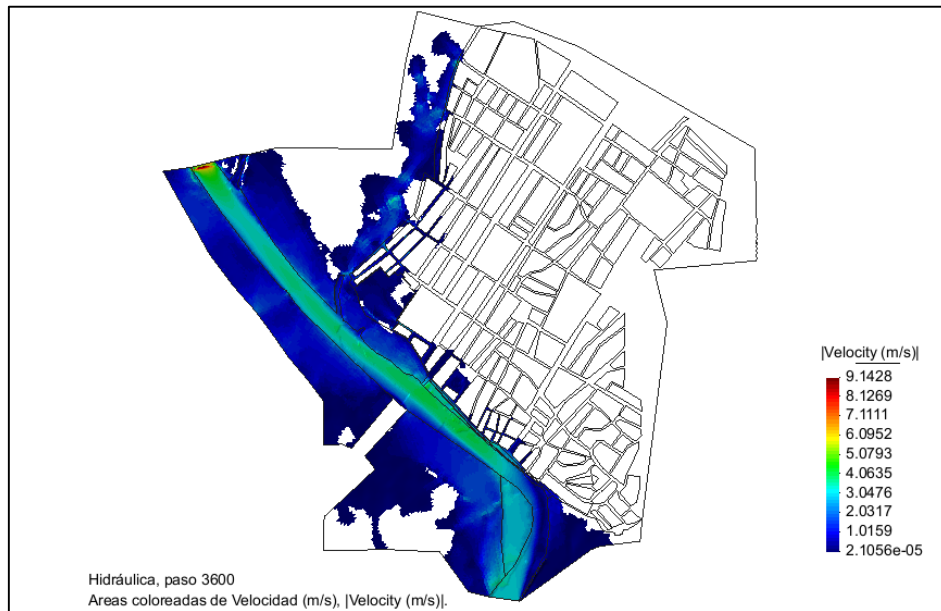 |Velocity (m/s)|
9.1428
8.1269
7.1111
6.0952
5.0793
4.0635
3.0476
2.0317
1.0159
2.1056e-05
Hidráulica, paso 3600
Areas coloreadas de Velocidad (m/s), |Velocity (m/s)|.